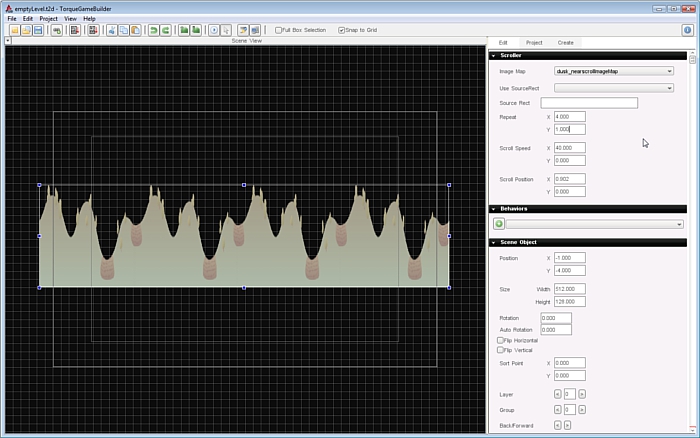 emptyLevel.t2d - TorqueGameBuilder
File Edit Project View Help
Full Box Selection Snap to Grid
Scene View
Edit Project Create
Scroller
Image Map dusk_nearscrollImageMap
Use SourceRect
Source Rect
Repeat X 4.000
Y 1.000
Scroll Speed X 40.000
Y 0.000
Scroll Position X 0.902
Y 0.000
Behaviors
Scene Object
Position X -1.000
Y -4.000
Size Width 512.000
Height 128.000
Rotation 0.000
Auto Rotation 0.000
Flip Horizontal
Flip Vertical
Sort Point X 0.000
Y 0.000
Layer 0
Group 0
Back/Forward